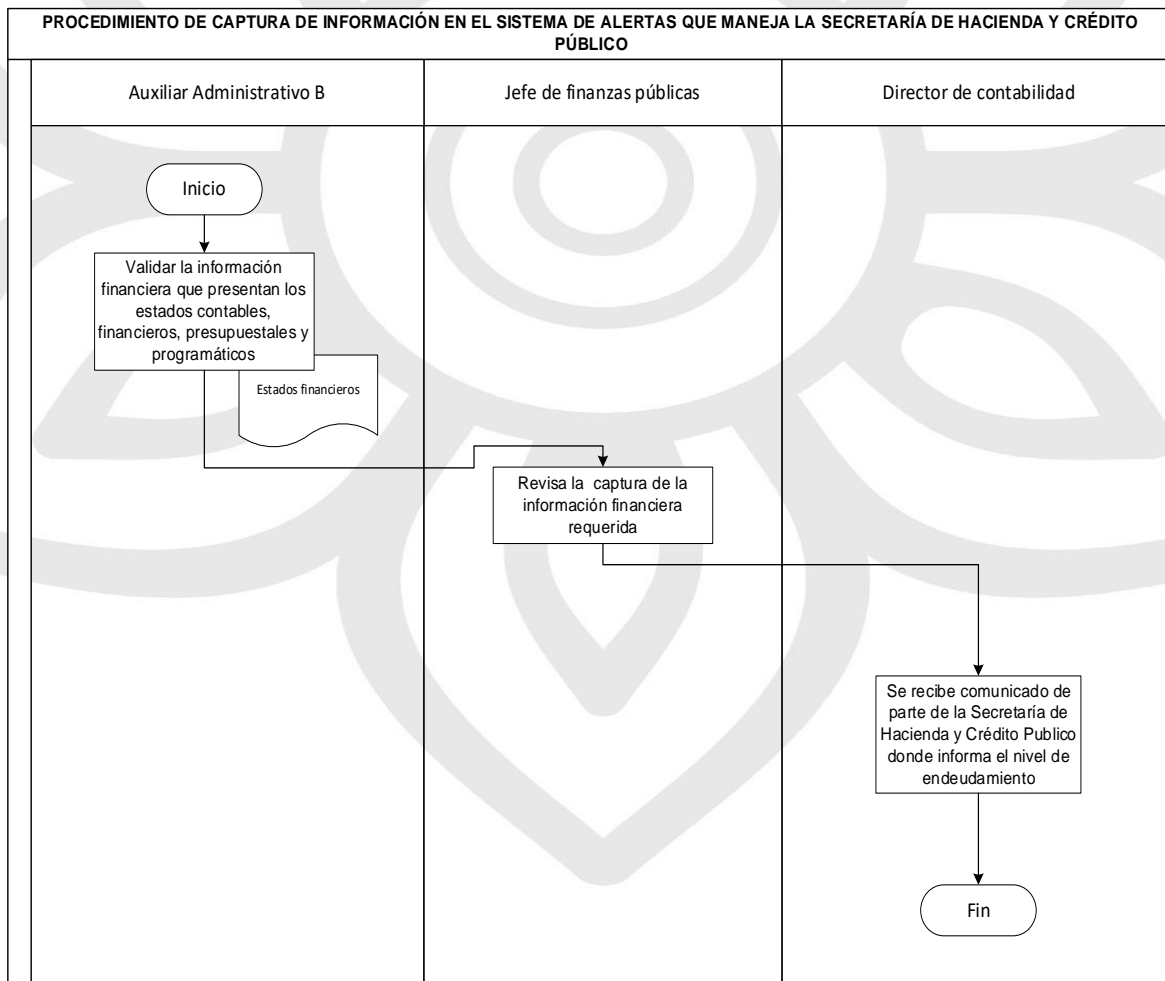 PROCEDIMIENTO DE CAPTURA DE INFORMACIÓN EN EL SISTEMA DE ALERTAS QUE MANEJA LA SECRETARÍA DE HACIENDA Y CRÉDITO
PÚBLICO
Auxiliar Administrativo B
Jefe de finanzas públicas
Director de contabilidad
Inicio
Validar la información
financiera que presentan los
estados contables,
financieros, presupuestales y
programáticos
Estados financieros
Revisa la captura de la
información financiera
requerida
Se recibe comunicado de
parte de la Secretaría de
Hacienda y Crédito Publico
donde informa el nivel de
endeudamiento
Fin